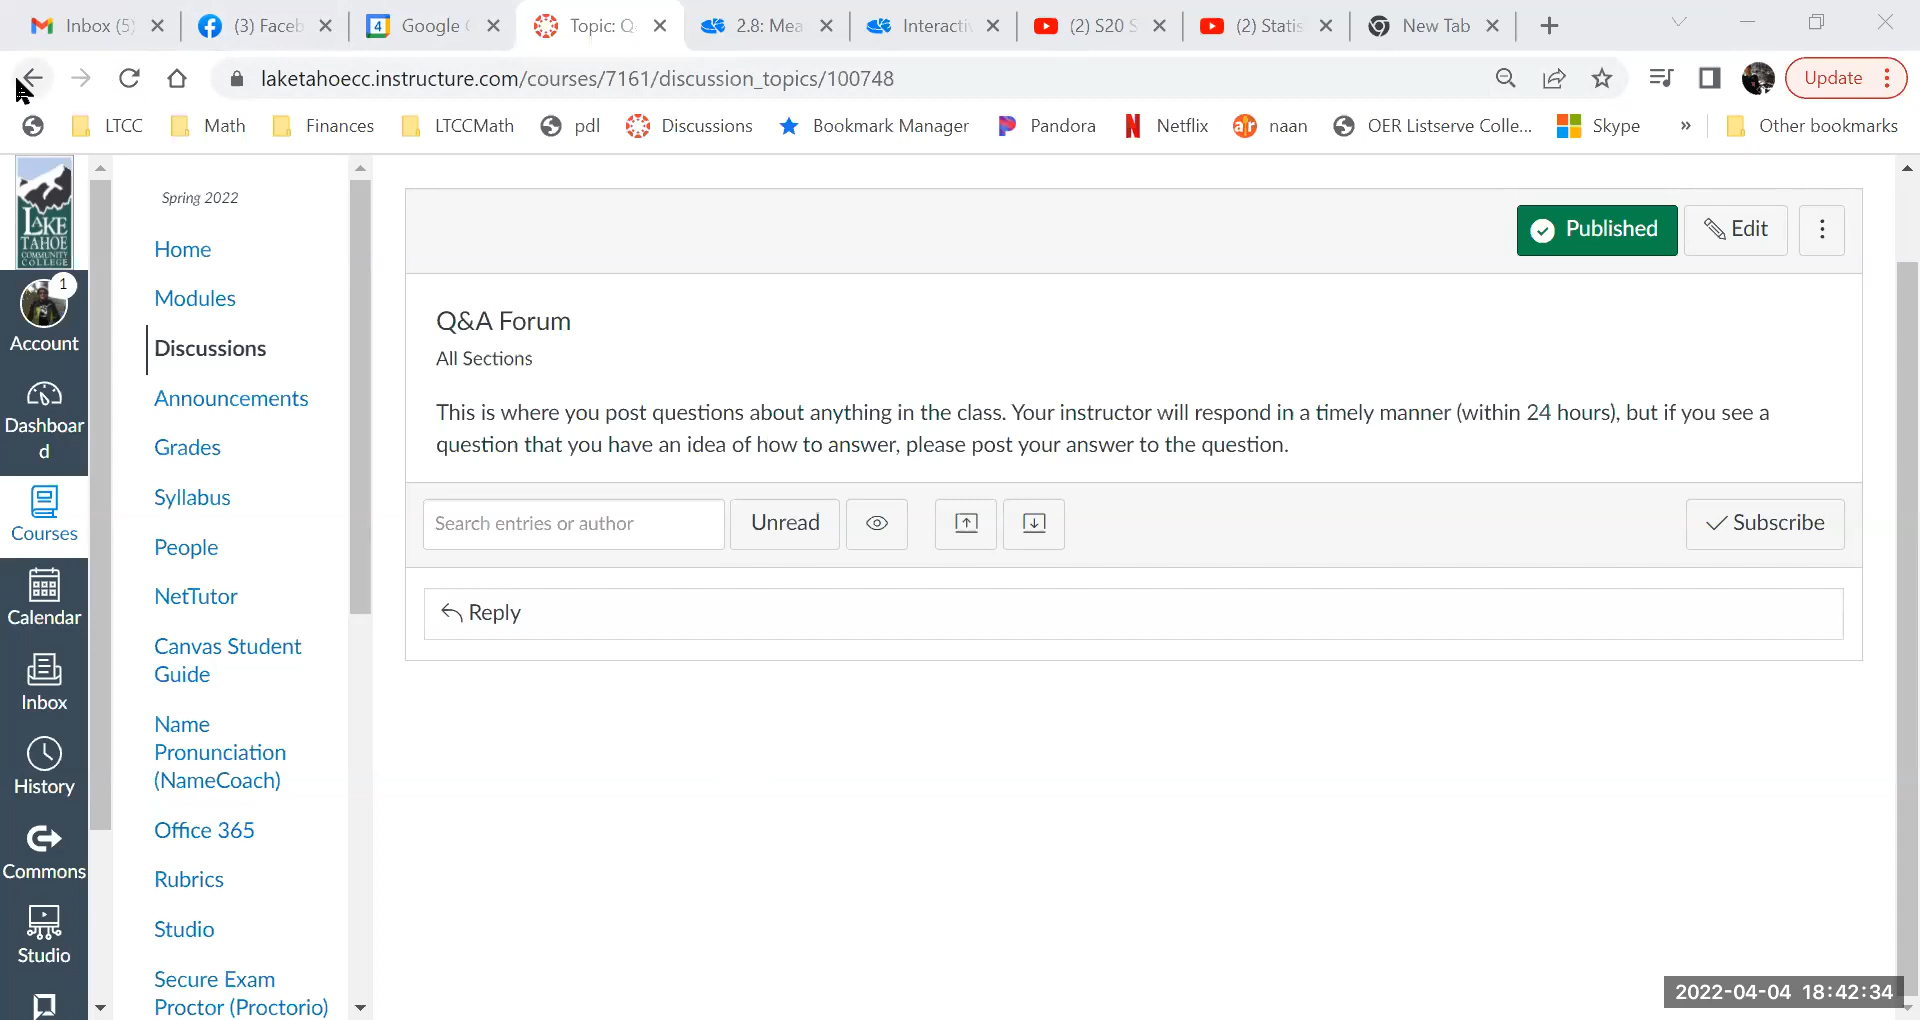 Inbox (5)
(3) Faceb
Google C
Topic: Q
2.8: Mea
Interactiv
(2) S20 S
(2) Statis
New Tab
laketahoecc.instructure.com/courses/7161/discussion_topics/100748
Update
LTCC
Math
Finances
LTCCMath
pdl
Discussions
Bookmark Manager
Pandora
Netflix
naan
OER Listserve Colle...
Skype
»
Other bookmarks
LAKE
TAHOE
COMMUNITY
COLLEGE
1
Account
Dashboar
d
Courses
Calendar
Inbox
History
Commons
Studio
Spring 2022
Home
Modules
Discussions
Announcements
Grades
Syllabus
People
NetTutor
Canvas Student
Guide
Name
Pronunciation
(NameCoach)
Office 365
Rubrics
Studio
Secure Exam
Proctor (Proctorio)
Published
Edit
Q&A Forum
All Sections
This is where you post questions about anything in the class. Your instructor will respond in a timely manner (within 24 hours), but if you see a
question that you have an idea of how to answer, please post your answer to the question.
Search entries or author
Unread
Subscribe
Reply
2022-04-04 18:42:34